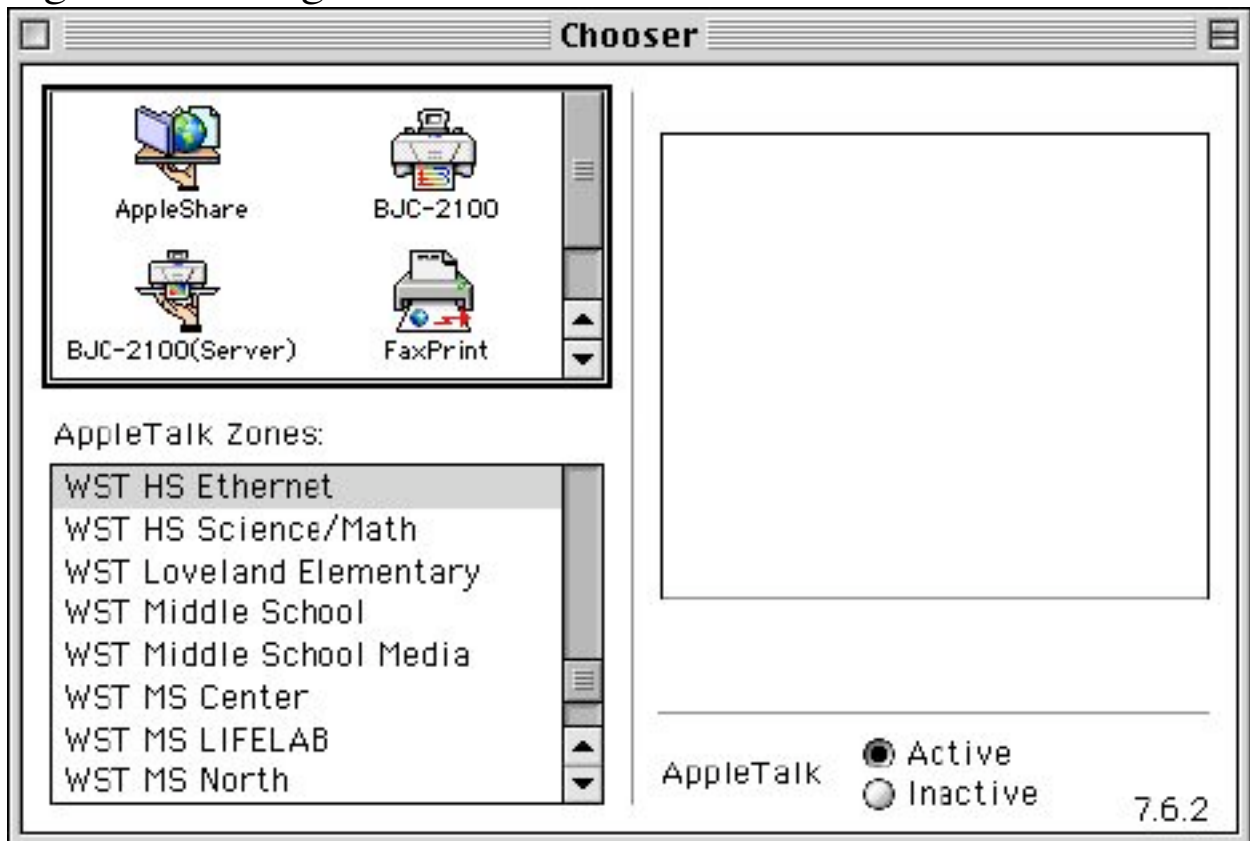 Chooser
AppleShare
BJC-2100
BJC-2100(Server)
FaxPrint
AppleTalk Zones:
WST HS Ethernet
WST HS Science/Math
WST Loveland Elementary
WST Middle School
WST Middle School Media
WST MS Center
WST MS LIFELAB
WST MS North
AppleTalk
Active
Inactive
7.6.2